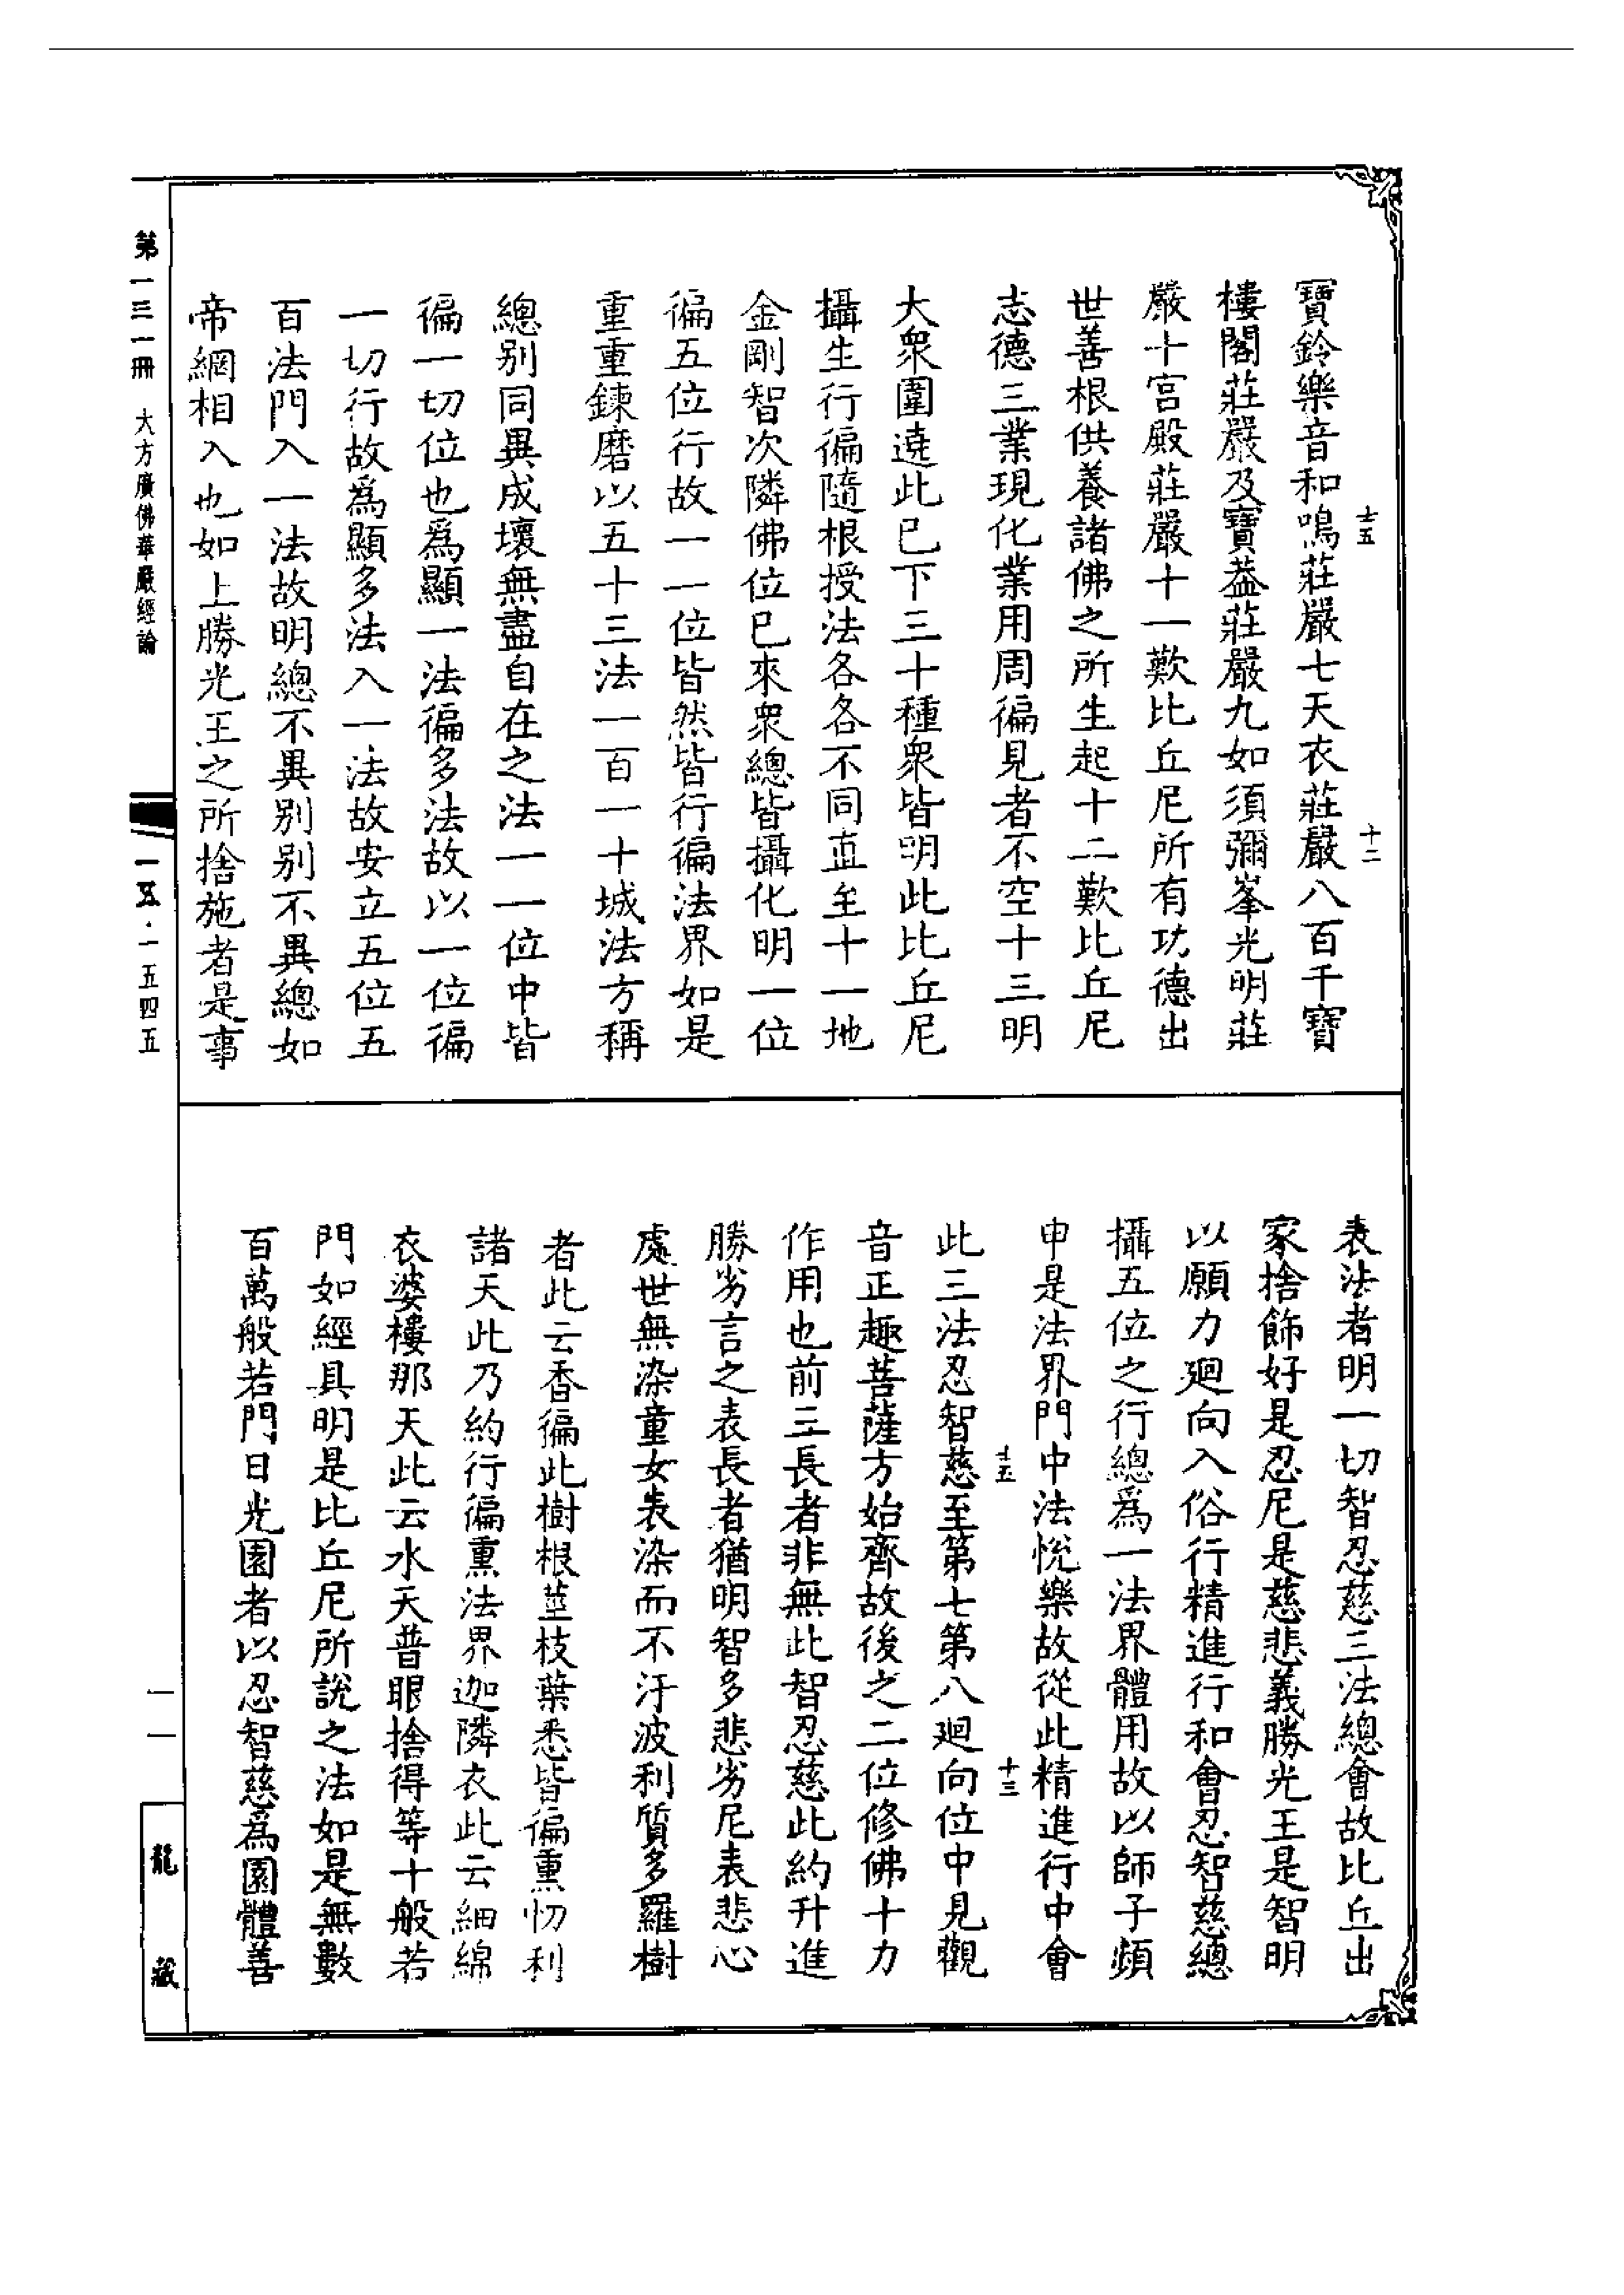 寶鈴樂音和鳴莊嚴七天衣莊嚴八百千寶
樓閣莊嚴及寶葢莊嚴九如須彌峯光明莊
嚴十宮殿莊嚴十一歎比丘尼所有功德出
世善根供養諸佛之所生起十二歎比丘尼
志德三業現化業用周徧見者不空十三明
大衆圍遶此已下三十種衆皆明此比丘尼
攝生行徧隨根授法各各不同直至十一地
金剛智次隣佛位已來衆總皆攝化明一位
徧五位行故一一位皆然皆行徧法界如是
重重鍊磨以五十三法一百一十城法方稱
總别同異成壞無盡自在之法一一位中皆
徧一切位也爲顯一法徧多法故以一位徧
一切行故爲顯多法入一法故安立五位五
百法門入一法故明總不異别别不異總如
帝網相入也如上勝光王之所捨施者是事
十五
十二
表法者明一切智忍慈三法總會故比丘出
家捨飾好是忍尼是慈悲義勝光王是智明
以願力廻向入俗行精進行和會忍智慈總
攝五位之行總爲一法界體用故以師子頻
申是法界門中法悅樂故從此精進行中會
此三法忍智慈至第七第八廻向位中見觀
音正趣菩薩方始齊故後之二位修佛十力
作用也前三長者非無此智忍慈此約升進
勝劣言之表長者猶明智多悲劣尼表悲心
處世無染童女表染而不汙波利質多羅樹
者此云香徧此樹根莖枝葉悉皆徧熏忉利
諸天此乃約行徧熏法界迦隣衣此云細綿
衣婆樓那天此云水天普眼捨得等十般若
門如經具明是比丘尼所說之法如是無數
百萬般若門日光園者以忍智慈爲園體善
十五
十三
第一三一冊 大方廣佛華嚴經論
一五·一五四五
一一
龍藏